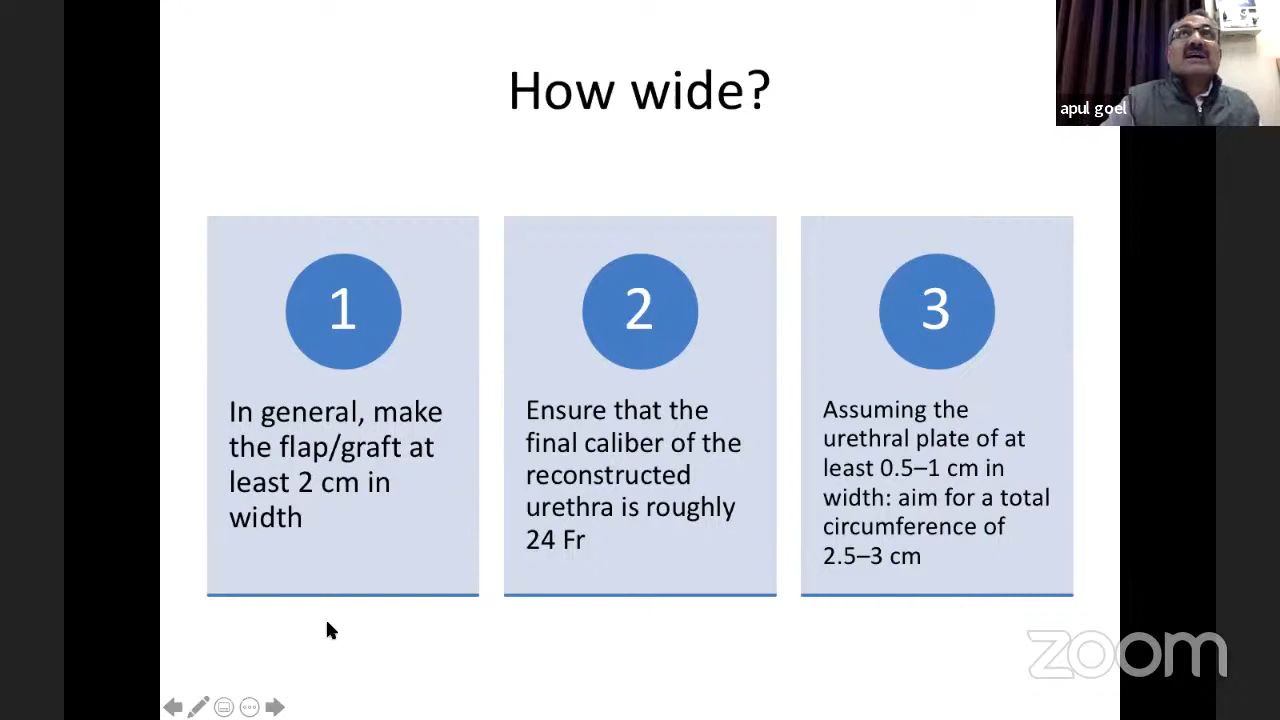 How wide?
apul goel
1
In general, make
the flap/graft at
least 2 cm in
width
2
Ensure that the
final caliber of the
reconstructed
urethra is roughly
24 Fr
3
Assuming the
urethral plate of at
least 0.5–1 cm in
width: aim for a total
circumference of
2.5–3 cm
zoom